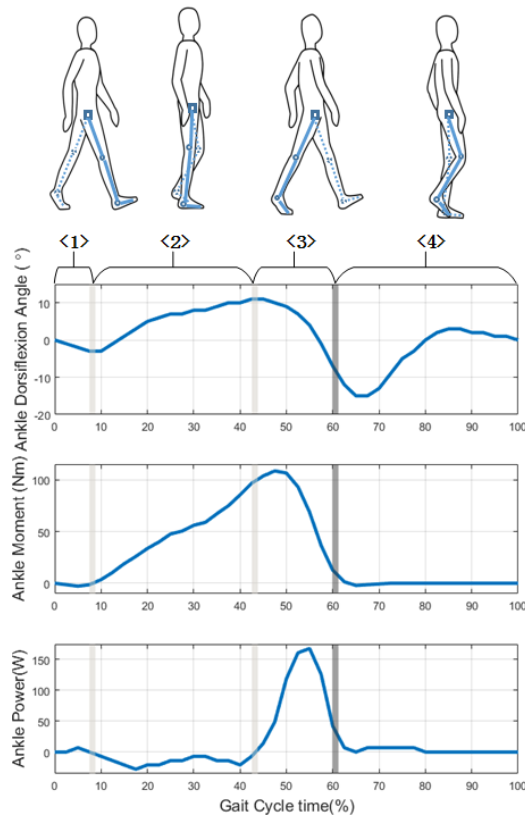 <1> <2> <3> <4>
Ankle Dorsiflexion Angle ( °)
10
0
-10
-20
0 10 20 30 40 50 60 70 80 90 100
Ankle Moment (Nm)
100
50
0
0 10 20 30 40 50 60 70 80 90 100
Ankle Power(W)
150
100
50
0
0 10 20 30 40 50 60 70 80 90 100
Gait Cycle time(%)